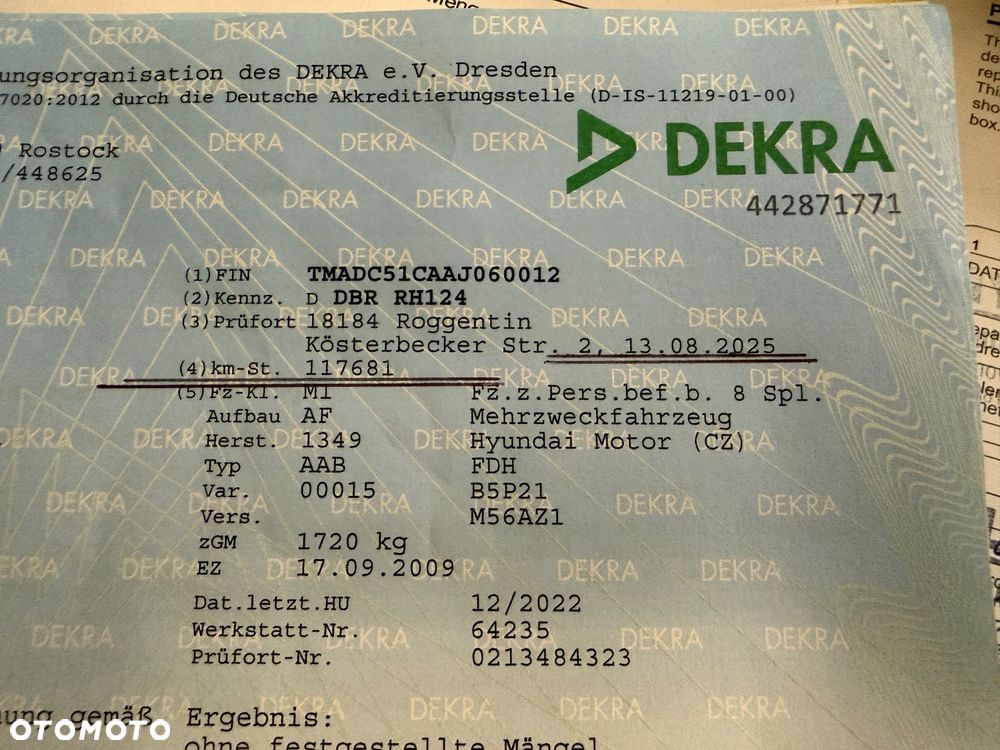 ungsorganisation des DEKRA e.V. Dresden
7020:2012 durch die Deutsche Akkreditierungsstelle (D-IS-11219-01-00)
DEKRA
442871771
Rostock
/448625
(1)FIN TMADC51CAAJ060012
(2)Kennz. D DBR RH124
(3)Prüfort 18184 Roggentin
Kösterbecker Str. 2, 13.08.2025
(4)km-St. 117681
(5)Fz-Kl. M1 Fz.z.Pers.bef.b. 8 Spl.
Aufbau AF Mehrzweckfahrzeug
Herst. 1349 Hyundai Motor (CZ)
Typ AAB FDH
Var. 00015 B5P21
Vers. M56AZ1
zGM 1720 kg
EZ 17.09.2009
Dat.letzt.HU 12/2022
Werkstatt-Nr. 64235
Prüfort-Nr. 0213484323
gemäß Ergebnis:
ohne festgestellte Mängel
OTOMOTO